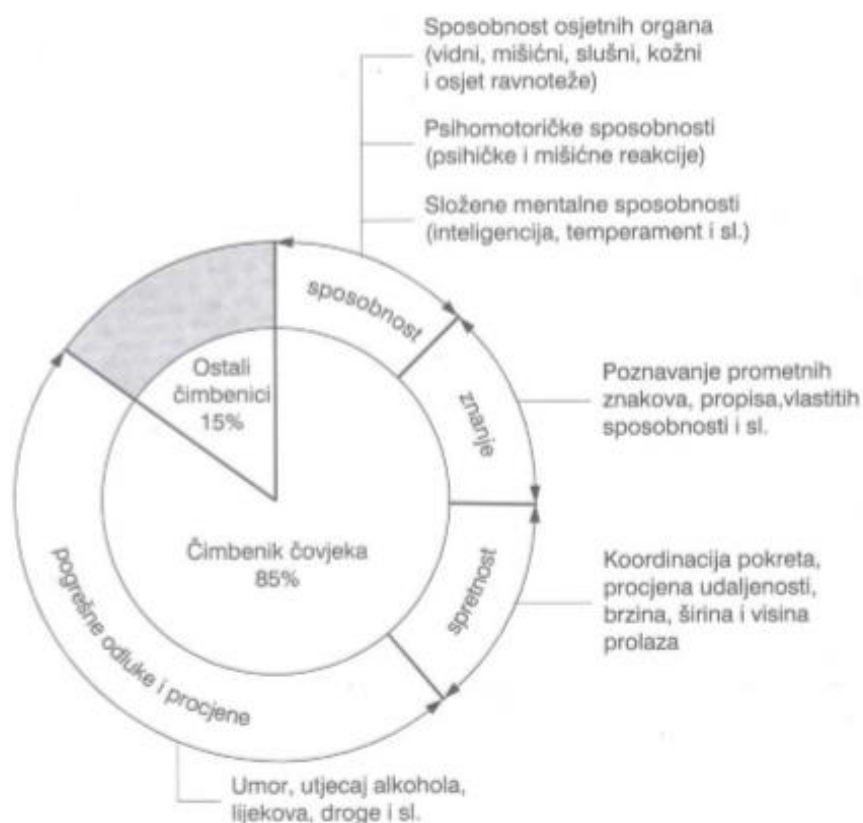 Sposobnost osjetnih organa
(vidni, mišićni, slušni, kožni
i osjet ravnoteže)
Psihomotoričke sposobnosti
(psihičke i mišićne reakcije)
Složene mentalne sposobnosti
(inteligencija, temperament i sl.)
sposobnost
Ostali
čimbenici
15%
znanje
Poznavanje prometnih
znakova, propisa,vlastitih
sposobnosti i sl.
Čimbenik čovjeka
85%
spretnost
Koordinacija pokreta,
procjena udaljenosti,
brzina, širina i visina
prolaza
pogrešne odluke i procjene
Umor, utjecaj alkohola,
lijekova, droge i sl.